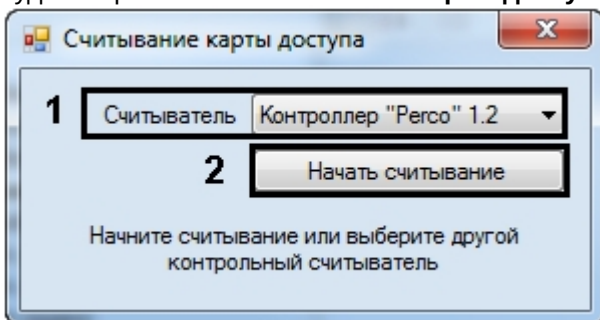 Считывание карты доступа
1 Считыватель Контроллер "Perco" 1.2
2 Начать считывание
Начните считывание или выберите другой
контрольный считыватель